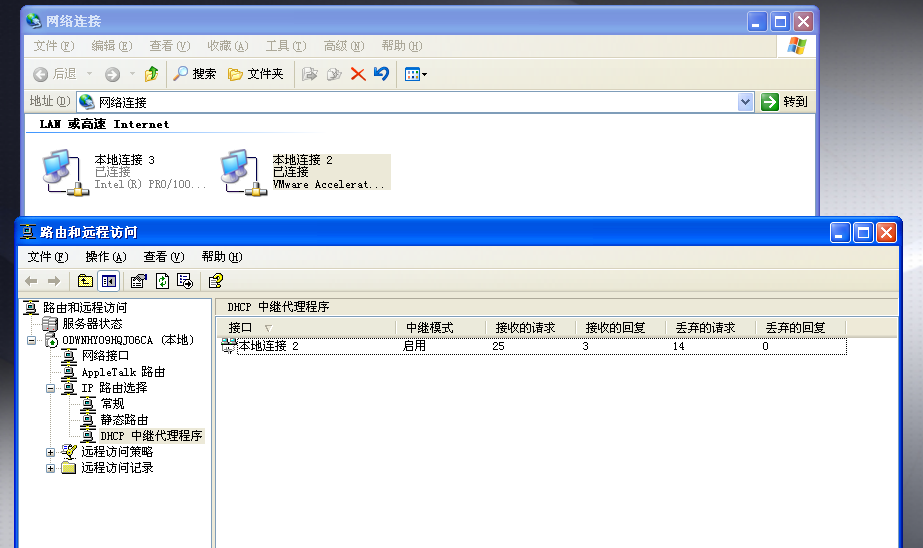 网络连接
文件(F) 编辑(E) 查看(V) 收藏(A) 工具(T) 高级(N) 帮助(H)
后退 搜索 文件夹
地址(D) 网络连接 转到
LAN 或高速 Internet
本地连接 3 本地连接 2
已连接 已连接
Intel(R) PRO/100... VMware Accelerat...
路由和远程访问
文件(F) 操作(A) 查看(V) 帮助(H)
路由和远程访问
服务器状态
ODWNHYO9HQJ06CA (本地)
网络接口
AppleTalk 路由
IP 路由选择
常规
静态路由
DHCP 中继代理程序
远程访问策略
远程访问记录
DHCP 中继代理程序
接口 中继模式 接收的请求 接收的回复 丢弃的请求 丢弃的回复
本地连接 2 启用 25 3 14 0